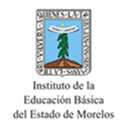 Instituto de la
Educación Básica
del Estado de Morelos